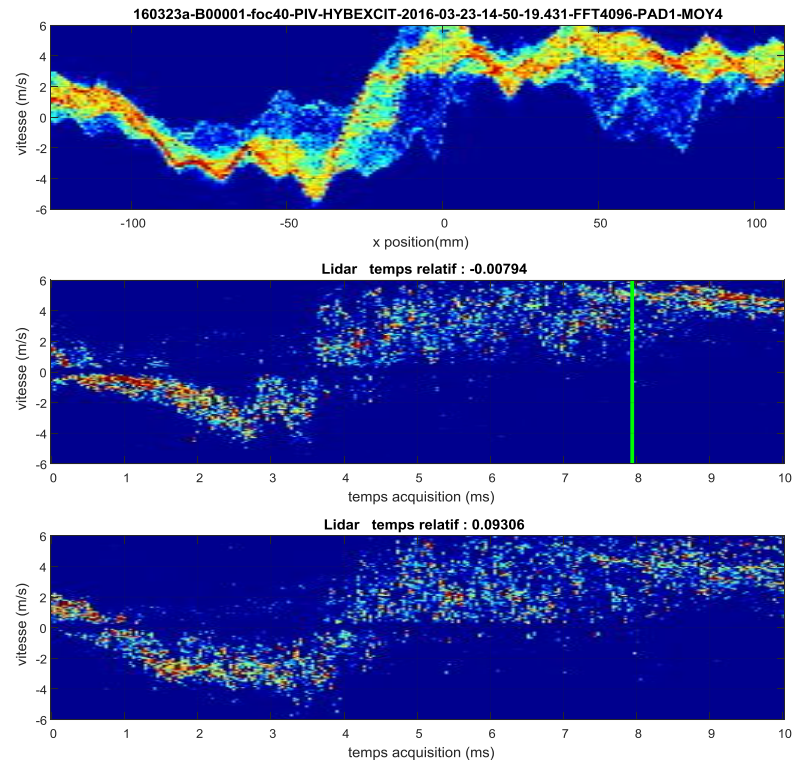 160323a-B00001-foc40-PIV-HYBEXCIT-2016-03-23-14-50-19.431-FFT4096-PAD1-MOY4
6
4
2
0
-2
-4
-6
vitesse (m/s)
-100 -50 0 50 100
x position(mm)
Lidar temps relatif : -0.00794
6
4
2
0
-2
-4
-6
vitesse (m/s)
0 1 2 3 4 5 6 7 8 9 10
temps acquisition (ms)
Lidar temps relatif : 0.09306
6
4
2
0
-2
-4
-6
vitesse (m/s)
0 1 2 3 4 5 6 7 8 9 10
temps acquisition (ms)